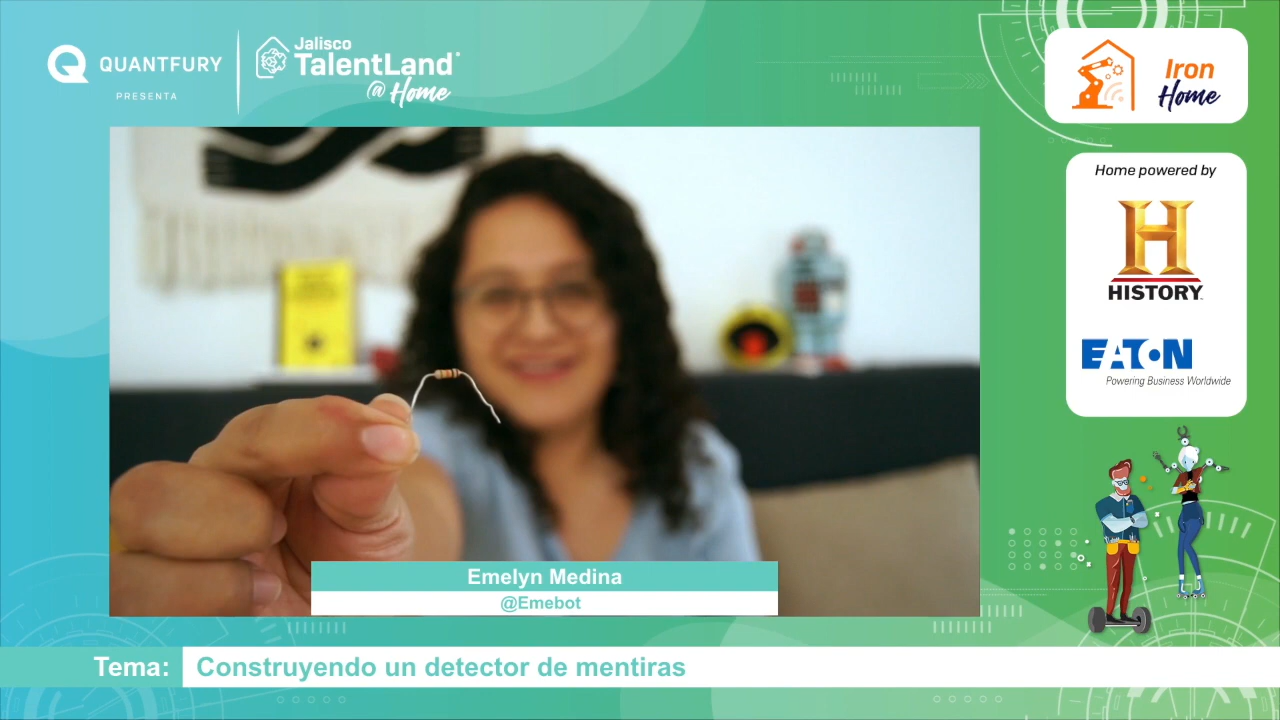 QUANTFURY
PRESENTA
Jalisco
TalentLand
@Home
Iron
Home
Home powered by
H
HISTORY
EATON
Powering Business Worldwide
Emelyn Medina
@Emebot
Tema: Construyendo un detector de mentiras